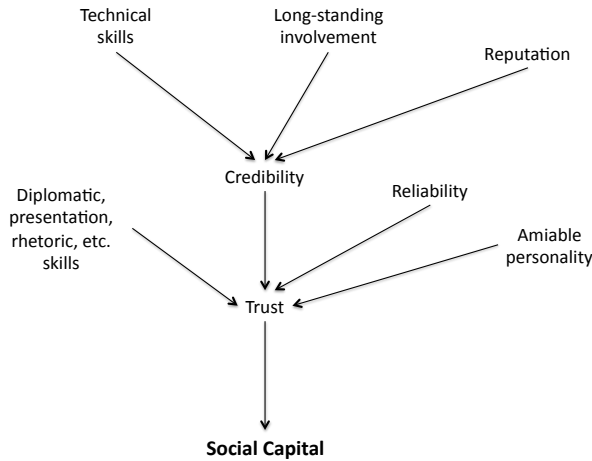 Technical
skills
Long-standing
involvement
Reputation
Credibility
Diplomatic,
presentation,
rhetoric, etc.
skills
Reliability
Amiable
personality
Trust
Social Capital